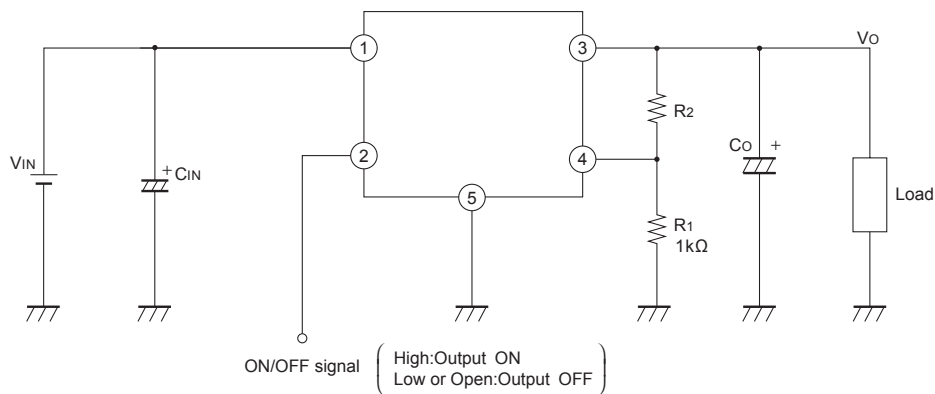 1
3
VO
R2
2
4
VIN
+
CIN
CO
+
5
R1
1kΩ
Load
ON/OFF signal
High:Output ON
Low or Open:Output OFF